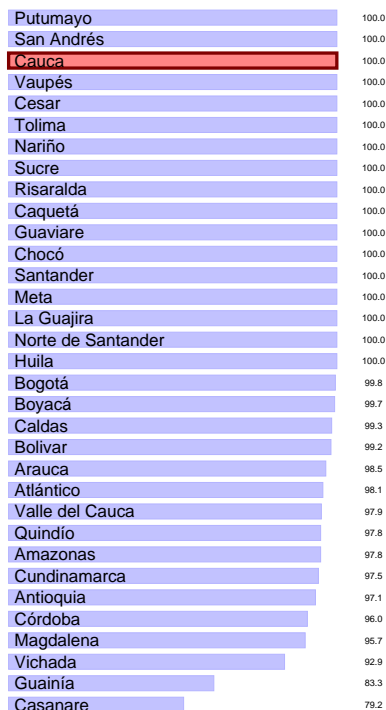 Putumayo 100.0
San Andrés 100.0
Cauca 100.0
Vaupés 100.0
Cesar 100.0
Tolima 100.0
Nariño 100.0
Sucre 100.0
Risaralda 100.0
Caquetá 100.0
Guaviare 100.0
Chocó 100.0
Santander 100.0
Meta 100.0
La Guajira 100.0
Norte de Santander 100.0
Huila 100.0
Bogotá 99.8
Boyacá 99.7
Caldas 99.3
Bolivar 99.2
Arauca 98.5
Atlántico 98.1
Valle del Cauca 97.9
Quindío 97.8
Amazonas 97.8
Cundinamarca 97.5
Antioquia 97.1
Córdoba 96.0
Magdalena 95.7
Vichada 92.9
Guainía 83.3
Casanare 79.2